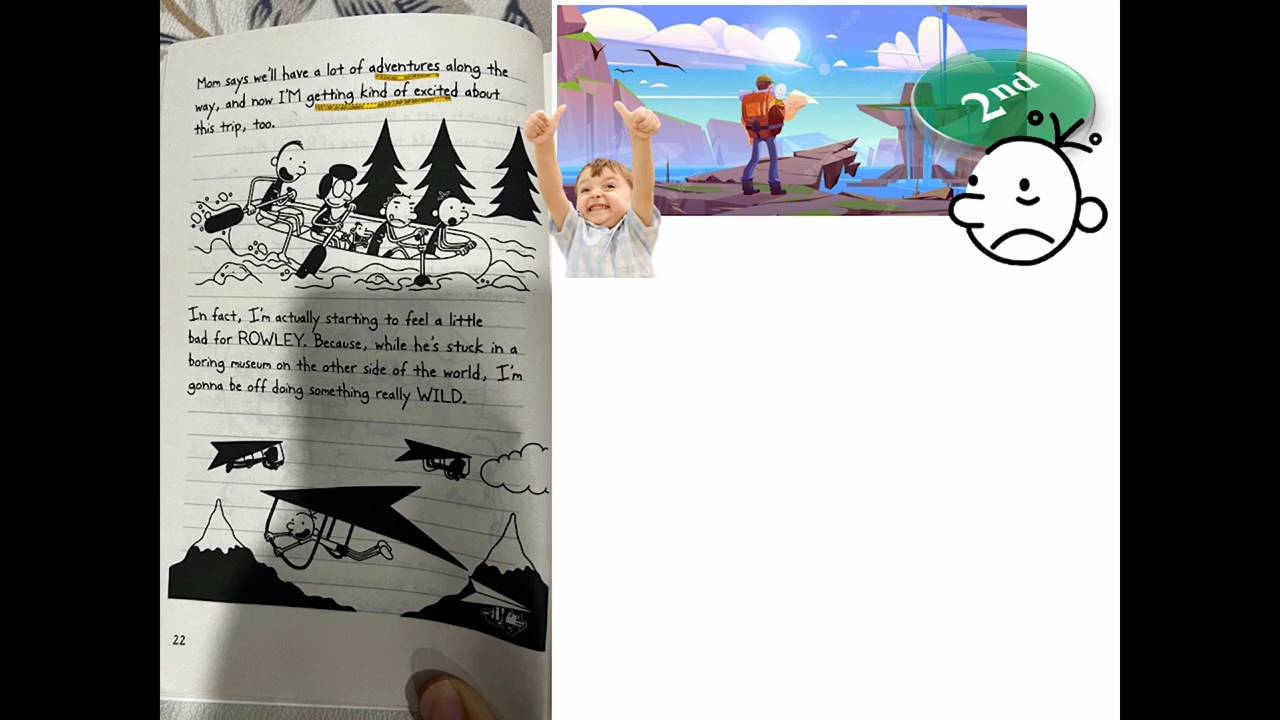 Mom says we'll have a lot of adventures along the
way, and now I'M getting kind of excited about
this trip, too.
In fact, I'm actually starting to feel a little
bad for ROWLEY. Because, while he's stuck in a
boring museum on the other side of the world, I'm
gonna be off doing something really WILD.
22
2nd